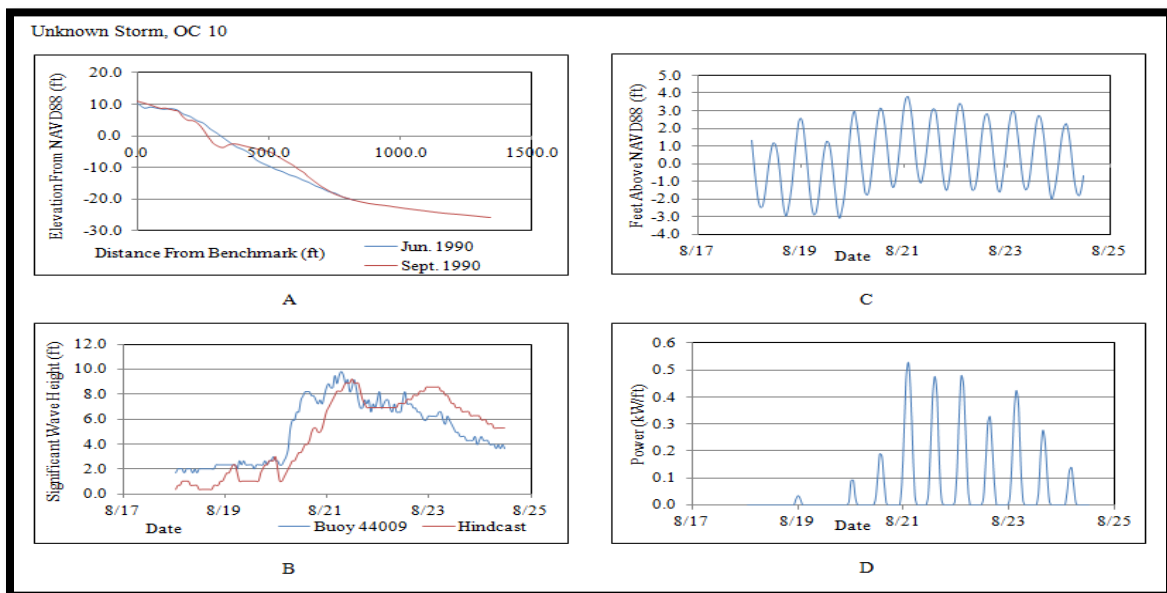 Unknown Storm, OC 10
Elevation From NAVD88 (ft)
20.0
10.0
0.0
-10.0
-20.0
-30.0
0.0 500.0 1000.0 1500.0
Distance From Benchmark (ft)
Jun. 1990
Sept. 1990
A
Feet Above NAVD88 (ft)
5.0
4.0
3.0
2.0
1.0
0.0
-1.0
-2.0
-3.0
-4.0
8/17 8/19 8/21 8/23 8/25
Date
C
Significant Wave Height (ft)
12.0
10.0
8.0
6.0
4.0
2.0
0.0
8/17 8/19 8/21 8/23 8/25
Date
Buoy 44009 Hindcast
B
Power (kW/ft)
0.6
0.5
0.4
0.3
0.2
0.1
0.0
8/17 8/19 8/21 8/23 8/25
Date
D